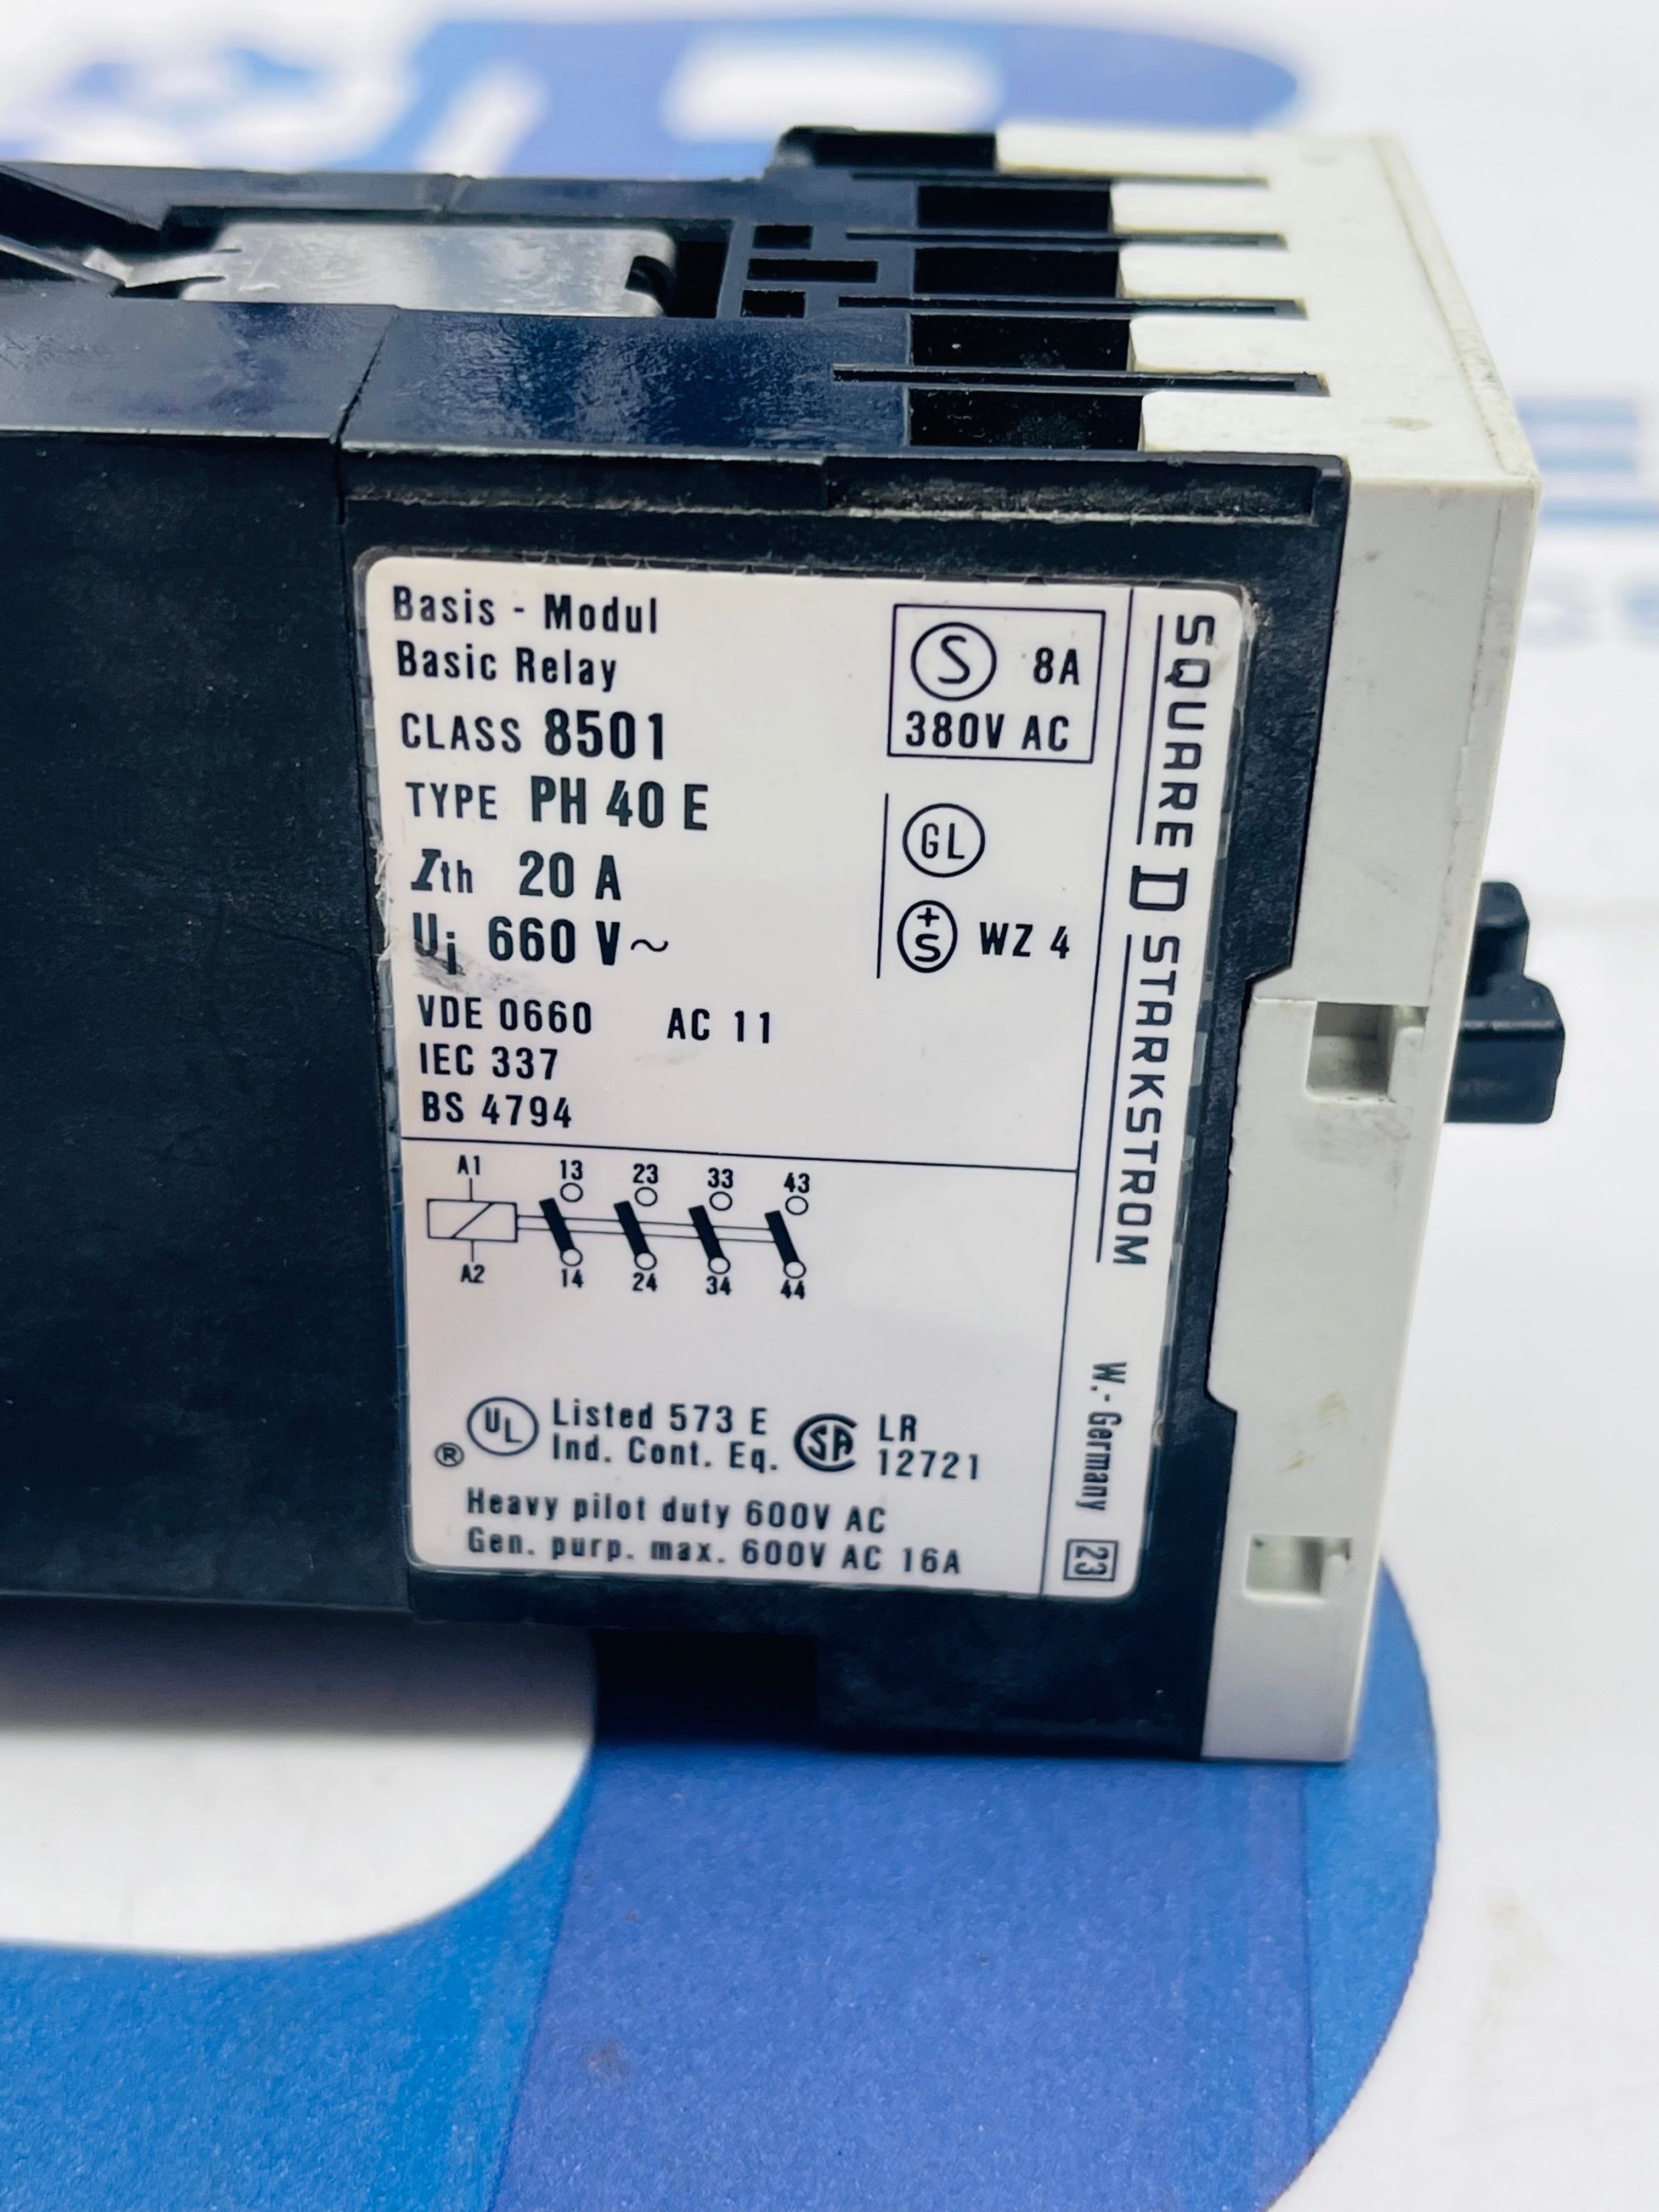 Basis - Modul
Basic Relay
CLASS 8501
TYPE PH 40 E
Ith 20 A
Ui 660 V~
VDE 0660 AC 11
IEC 337
BS 4794
S 8A
380V AC
GL
+S WZ 4
A1 13 23 33 43
A2 14 24 34 44
® UL Listed 573 E
Ind. Cont. Eq.
SA LR
12721
Heavy pilot duty 600V AC
Gen. purp. max. 600V AC 16A
SQUARE D STARKSTROM
W.-Germany 23